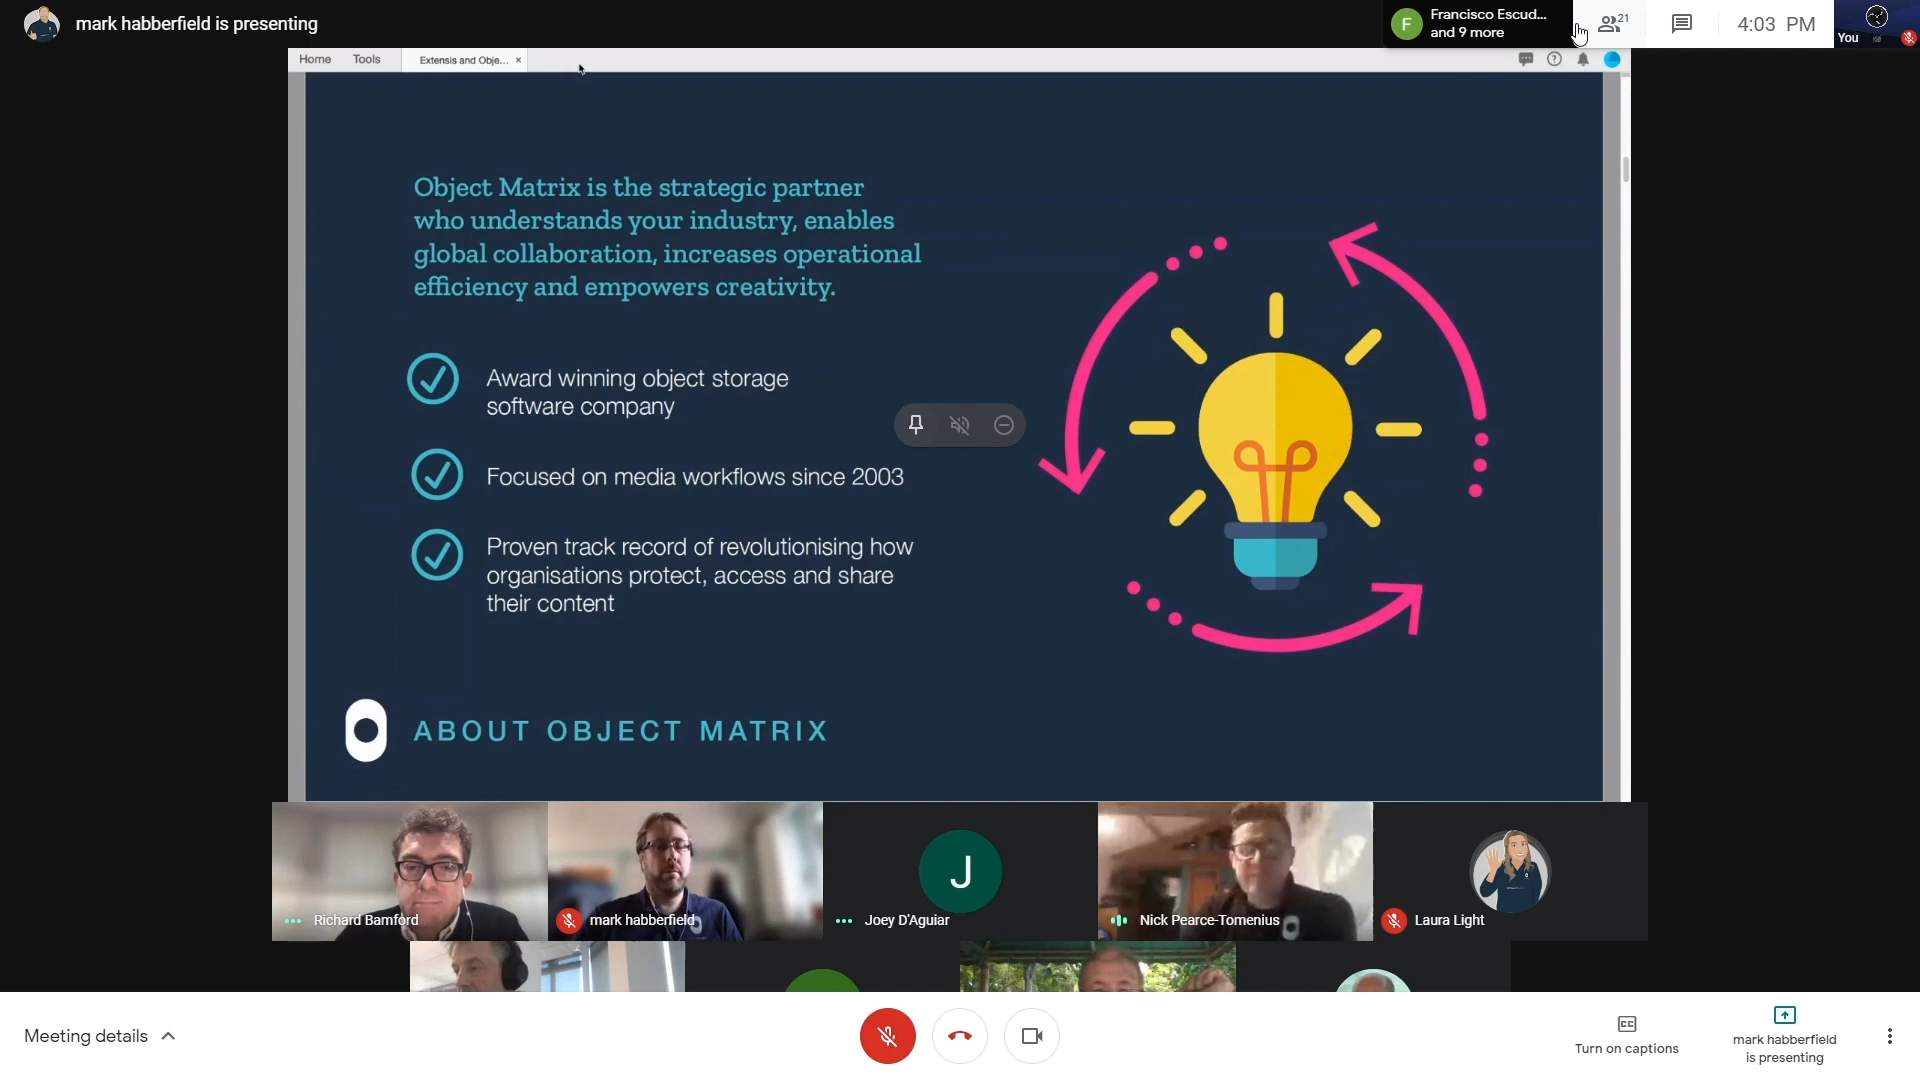 mark habberfield is presenting
F
Francisco Escud...
and 9 more
21
4:03 PM
You
Home
Tools
Extensis and Obje...
Object Matrix is the strategic partner
who understands your industry, enables
global collaboration, increases operational
efficiency and empowers creativity.
Award winning object storage
software company
Focused on media workflows since 2003
Proven track record of revolutionising how
organisations protect, access and share
their content
ABOUT OBJECT MATRIX
Richard Bamford
mark habberfield
J
Joey D'Aguiar
Nick Pearce-Tomenius
Laura Light
Meeting details
CC
Turn on captions
mark habberfield
is presenting